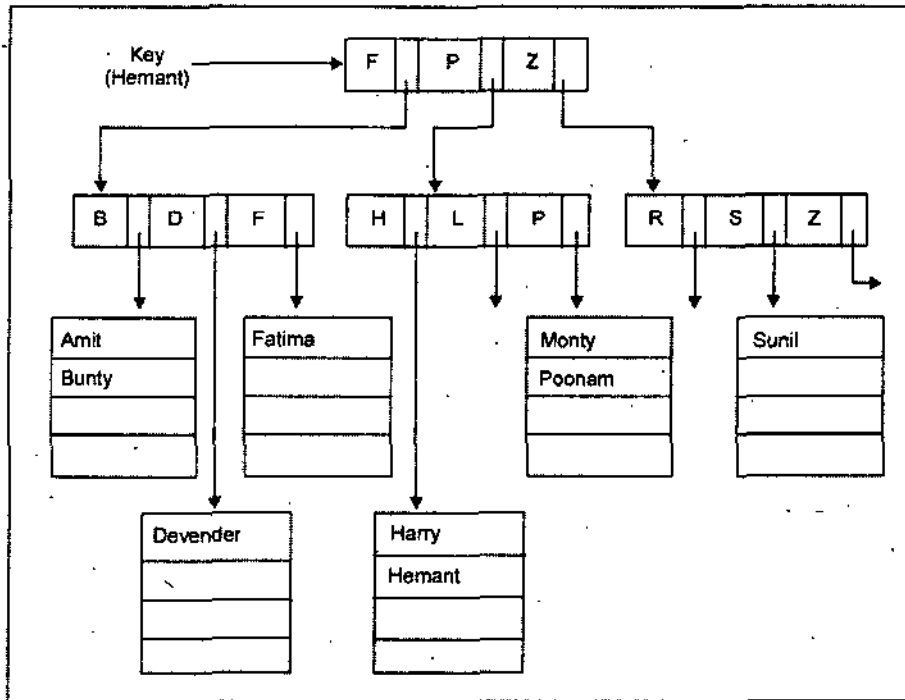 Key
(Hemant)
F P Z
B D F
H L P
R S Z
Amit
Bunty
Fatima
Monty
Poonam
Sunil
Devender
Harry
Hemant